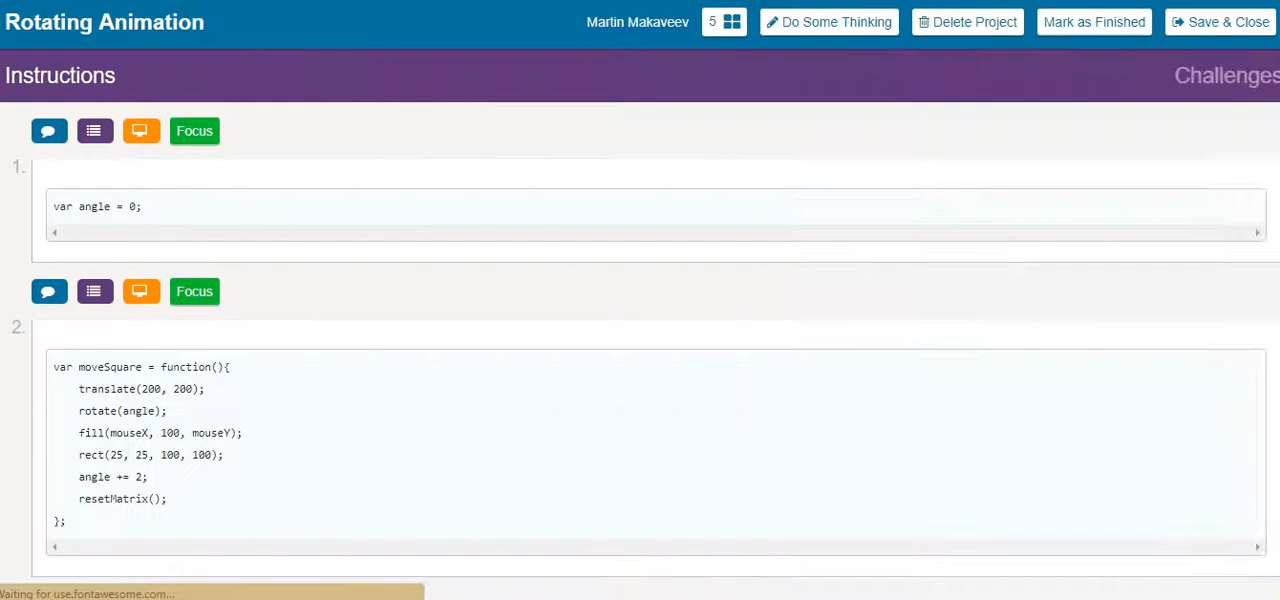 Rotating Animation
Martin Makaveev
5
Do Some Thinking
Delete Project
Mark as Finished
Save & Close
Instructions
Challenges
Focus
1.
var angle = 0;
Focus
2.
var moveSquare = function(){
translate(200, 200);
rotate(angle);
fill(mouseX, 100, mouseY);
rect(25, 25, 100, 100);
angle += 2;
resetMatrix();
};
Waiting for use.fontawesome.com...